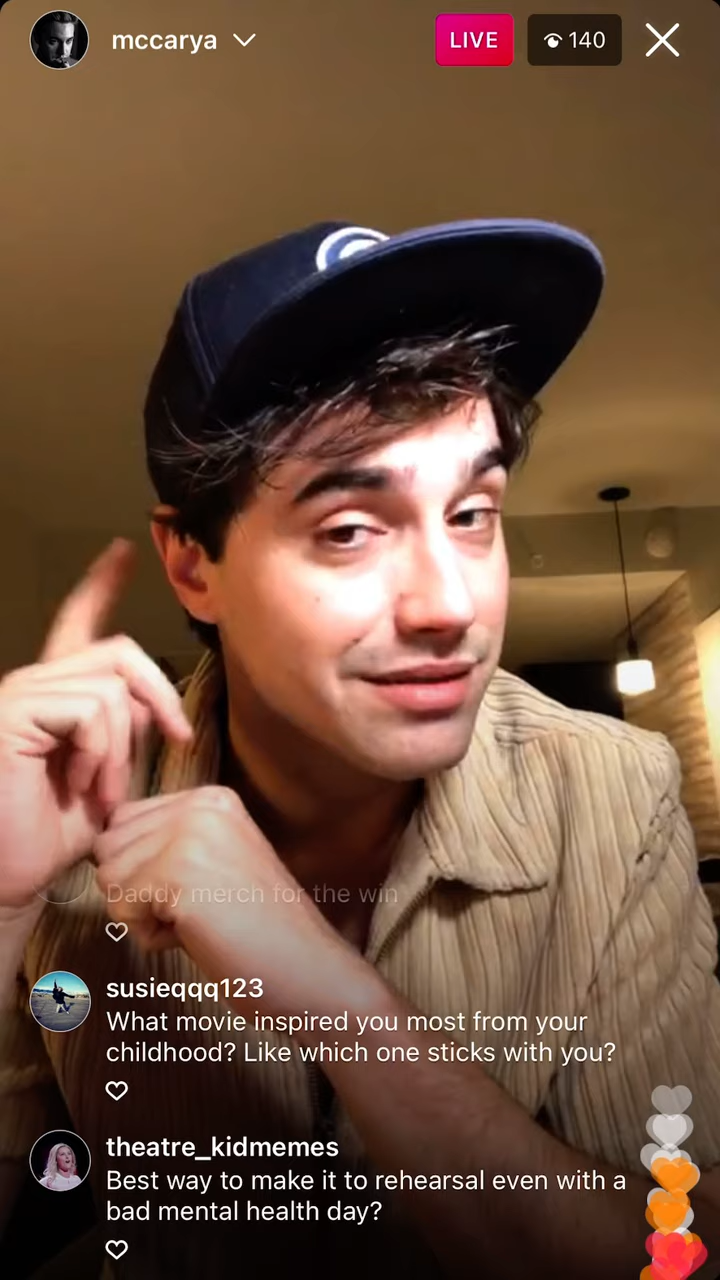 mccarya
LIVE
140
Daddy merch for the win
susieqqq123
What movie inspired you most from your
childhood? Like which one sticks with you?
theatre_kidmemes
Best way to make it to rehearsal even with a
bad mental health day?